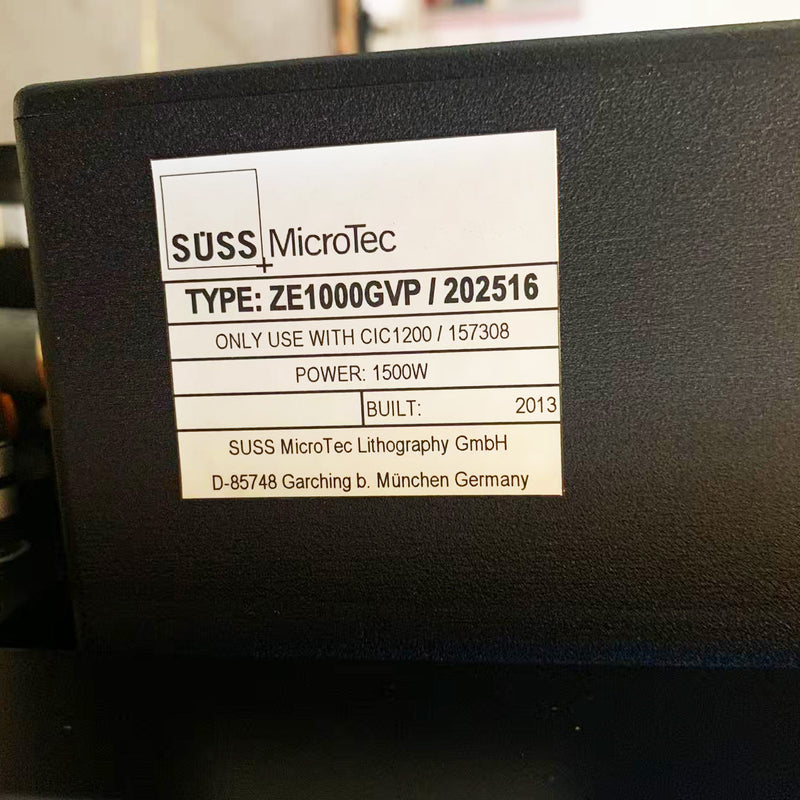 SÜSS MicroTec
TYPE: ZE1000GVP / 202516
ONLY USE WITH CIC1200 / 157308
POWER: 1500W
BUILT: 2013
SUSS MicroTec Lithography GmbH
D-85748 Garching b. München Germany